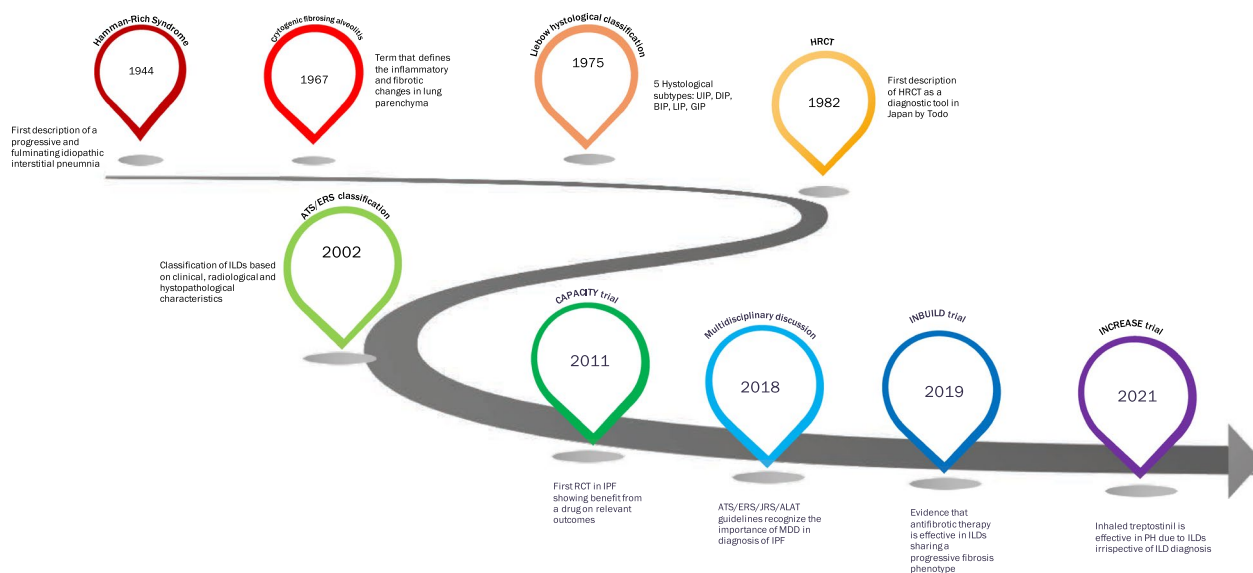 Hamman-Rich Syndrome
1944
First description of a
progressive and
fulminating idiopathic
interstitial pneumnia
Crytogenic fibrosing alveolitis
1967
Term that defines
the inflammatory
and fibrotic
changes in lung
parenchyma
Liebow hystological classification
1975
5 Hystological
subtypes: UIP, DIP,
BIP, LIP, GIP
HRCT
1982
First description
of HRCT as a
diagnostic tool in
Japan by Todo
ATS/ERS classification
2002
Classification of ILDs based
on clinical, radiological and
hystopathological
characteristics
CAPACITY trial
2011
First RCT in IPF
showing benefit from
a drug on relevant
outcomes
Multidisciplinary discussion
2018
ATS/ERS/JRS/ALAT
guidelines recognize the
importance of MDD in
diagnosis of IPF
INBUILD trial
2019
Evidence that
antifibrotic therapy
is effective in ILDs
sharing a
progressive fibrosis
phenotype
INCREASE trial
2021
Inhaled treptostinil is
effective in PH due to ILDs
irrispective of ILD diagnosis